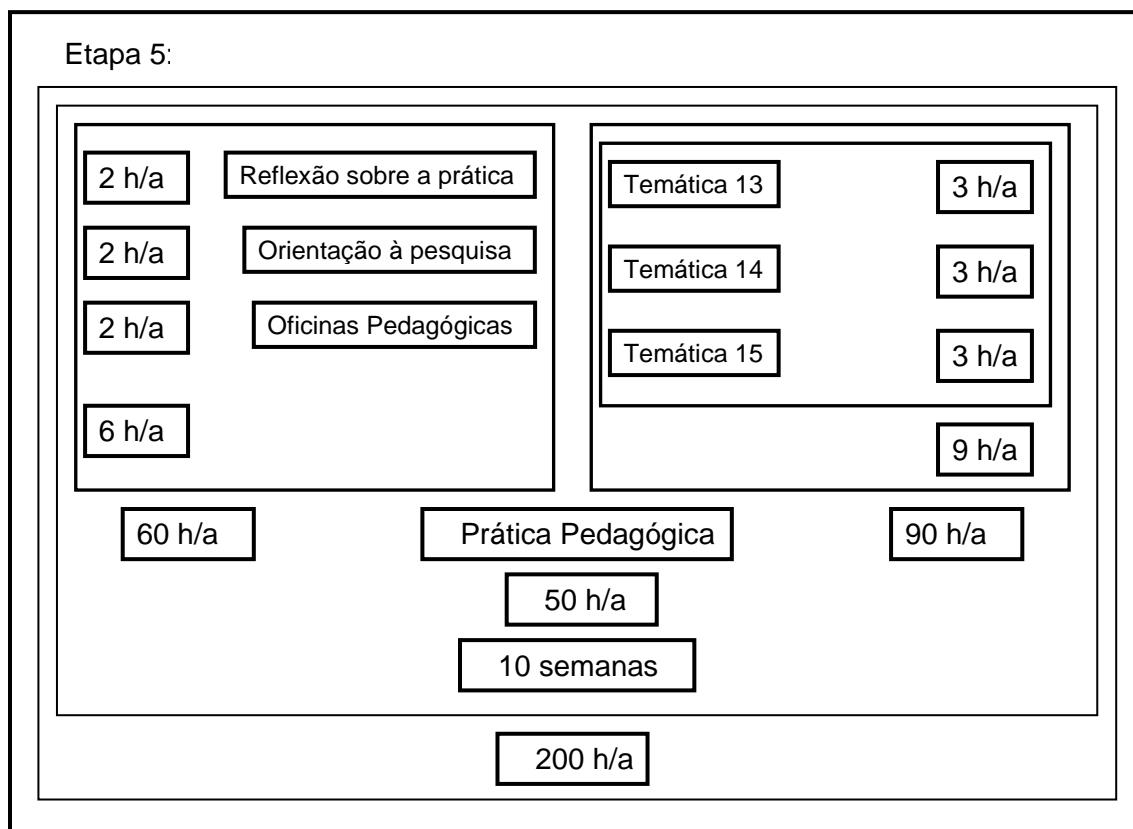 Etapa 5:
2 h/a
Reflexão sobre a prática
2 h/a
Orientação à pesquisa
2 h/a
Oficinas Pedagógicas
6 h/a
Temática 13
3 h/a
Temática 14
3 h/a
Temática 15
3 h/a
9 h/a
60 h/a
Prática Pedagógica
90 h/a
50 h/a
10 semanas
200 h/a